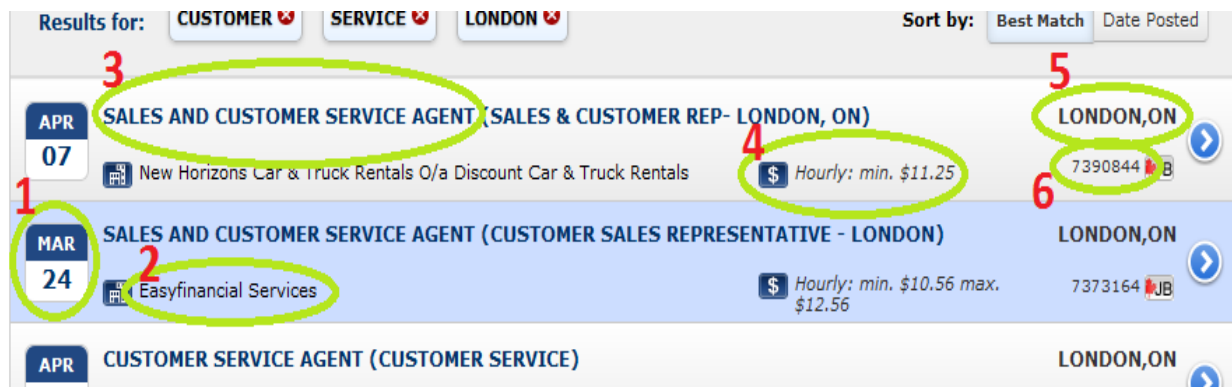 Results for: CUSTOMER SERVICE LONDON Sort by: Best Match Date Posted
3 5
APR SALES AND CUSTOMER SERVICE AGENT (SALES & CUSTOMER REP- LONDON, ON) LONDON,ON
07 New Horizons Car & Truck Rentals O/a Discount Car & Truck Rentals 4 $ Hourly: min. $11.25 7390844 JB
1 6
MAR SALES AND CUSTOMER SERVICE AGENT (CUSTOMER SALES REPRESENTATIVE - LONDON) LONDON,ON
24 2 Easyfinancial Services $ Hourly: min. $10.56 max. 7373164 JB
$12.56
APR CUSTOMER SERVICE AGENT (CUSTOMER SERVICE) LONDON,ON